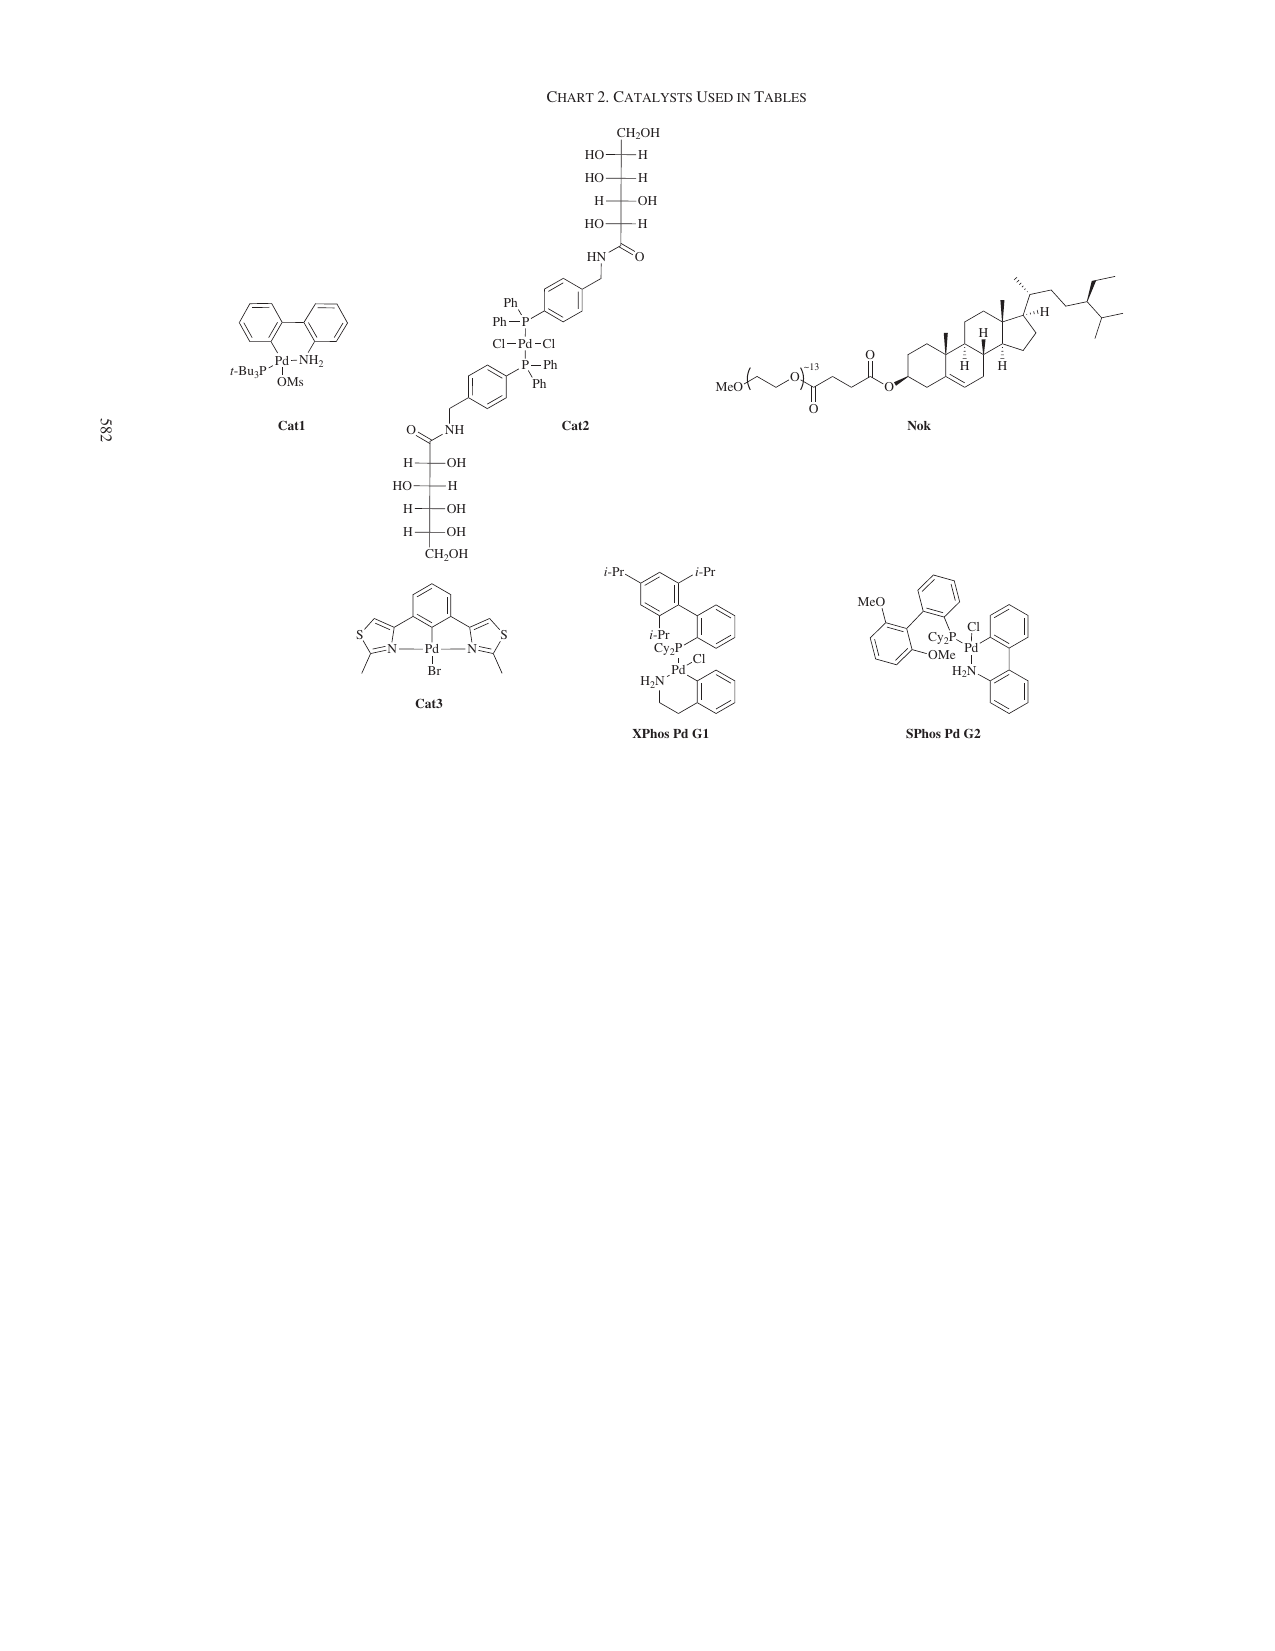 CHART 2. CATALYSTS USED IN TABLES
CH2OH
HO H
HO H
H OH
HO H
HN O
Ph
Ph P
Cl Pd Cl
P Ph
Ph
NH
O
H OH
HO H
H OH
H OH
CH2OH
Cat2
Pd NH2
t-Bu3P
OMs
Cat1
H
H
H H
O
O
O ~13
MeO
O
Nok
582
S S
N Pd N
Br
Cat3
i-Pr i-Pr
i-Pr
Cy2P
Cl
Pd
H2N
XPhos Pd G1
MeO
Cl
Cy2P
Pd
OMe
H2N
SPhos Pd G2